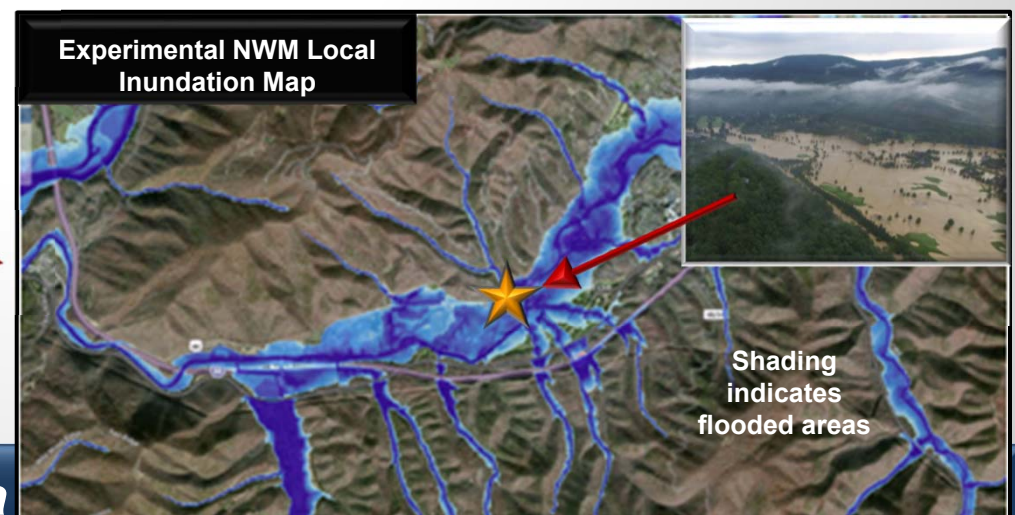 Experimental NWM Local
Inundation Map
Shading
indicates
flooded areas